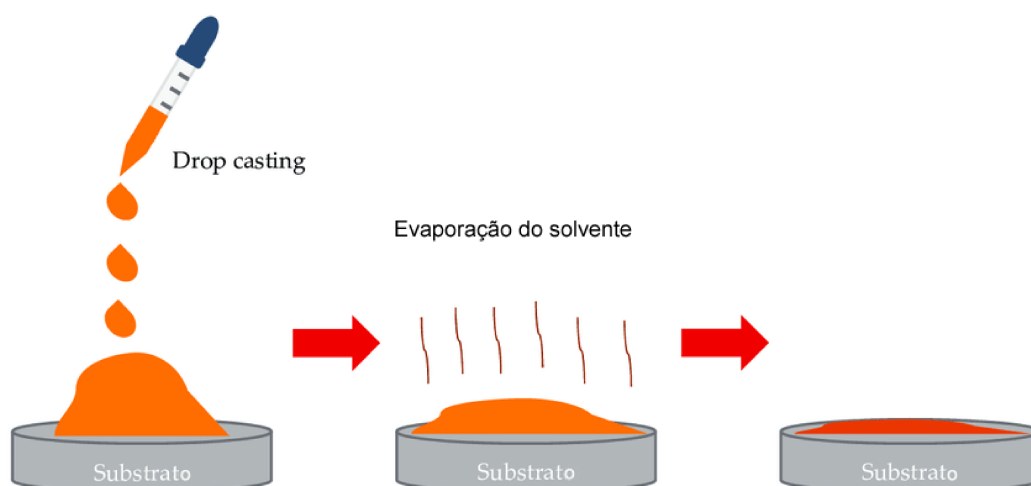 Drop casting
Evaporação do solvente
Substrato
Substrato
Substrato